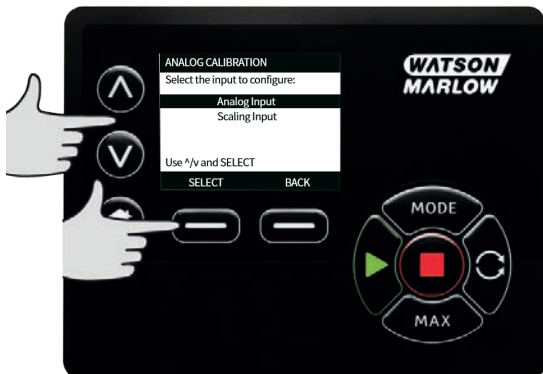 ANALOG CALIBRATION
Select the input to configure:
Analog Input
Scaling Input
Use ^/v and SELECT
SELECT BACK
WATSON
MARLOW
MODE
MAX